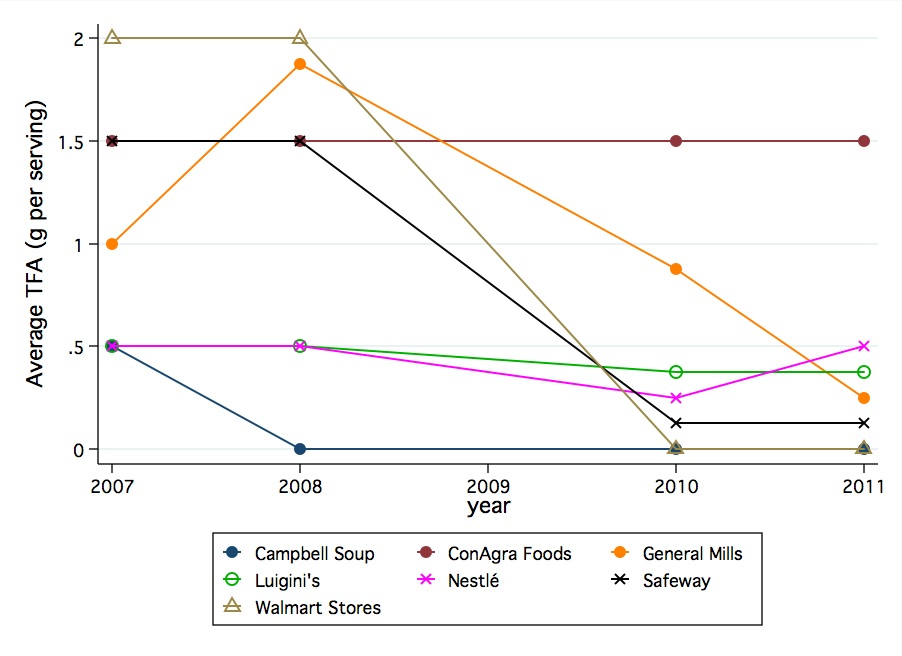 Average TFA (g per serving)
2
1.5
1
.5
0
2007 2008 2009 2010 2011
year
Campbell Soup ConAgra Foods General Mills
Luigini's Nestlé Safeway
Walmart Stores